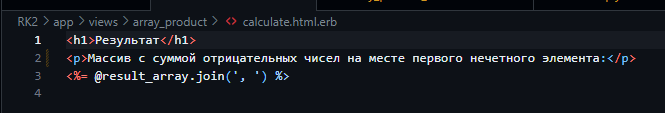 RK2 > app > views > array_product > <> calculate.html.erb
1 <h1>Результат</h1>
2 <p>Массив с суммой отрицательных чисел на месте первого нечетного элемента:</p>
3 <%= @result_array.join(', ') %>
4